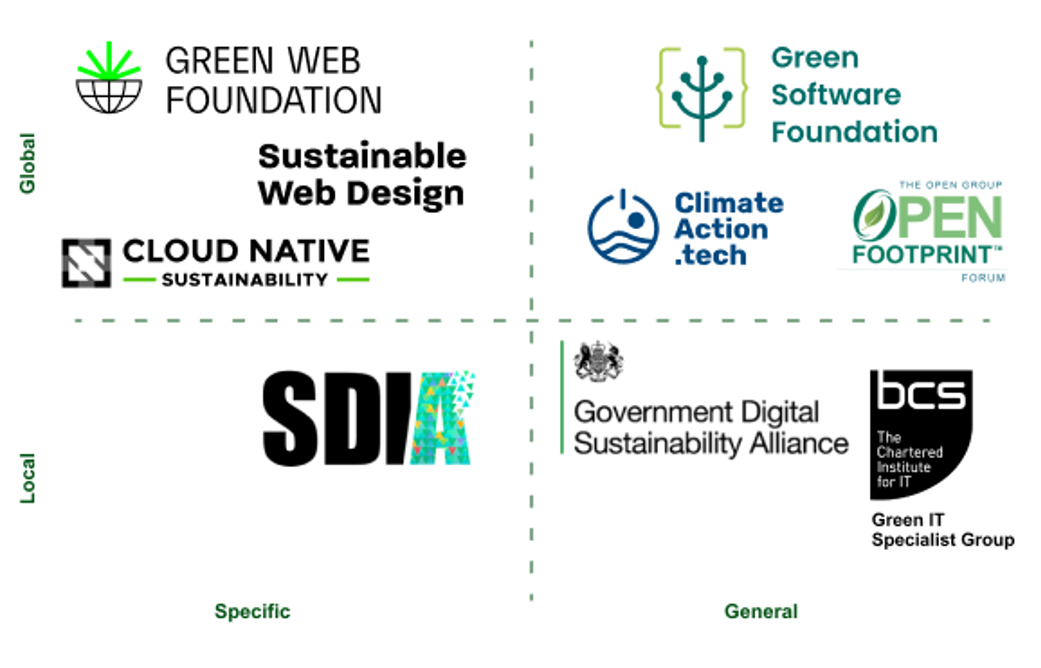 GREEN WEB
FOUNDATION
Sustainable
Web Design
CLOUD NATIVE
SUSTAINABILITY
Green
Software
Foundation
Climate
Action
.tech
THE OPEN GROUP
OPEN
FOOTPRINT™
FORUM
Global
SDIA
Government Digital
Sustainability Alliance
bcs
The
Chartered
Institute
for IT
Green IT
Specialist Group
Local
Specific
General